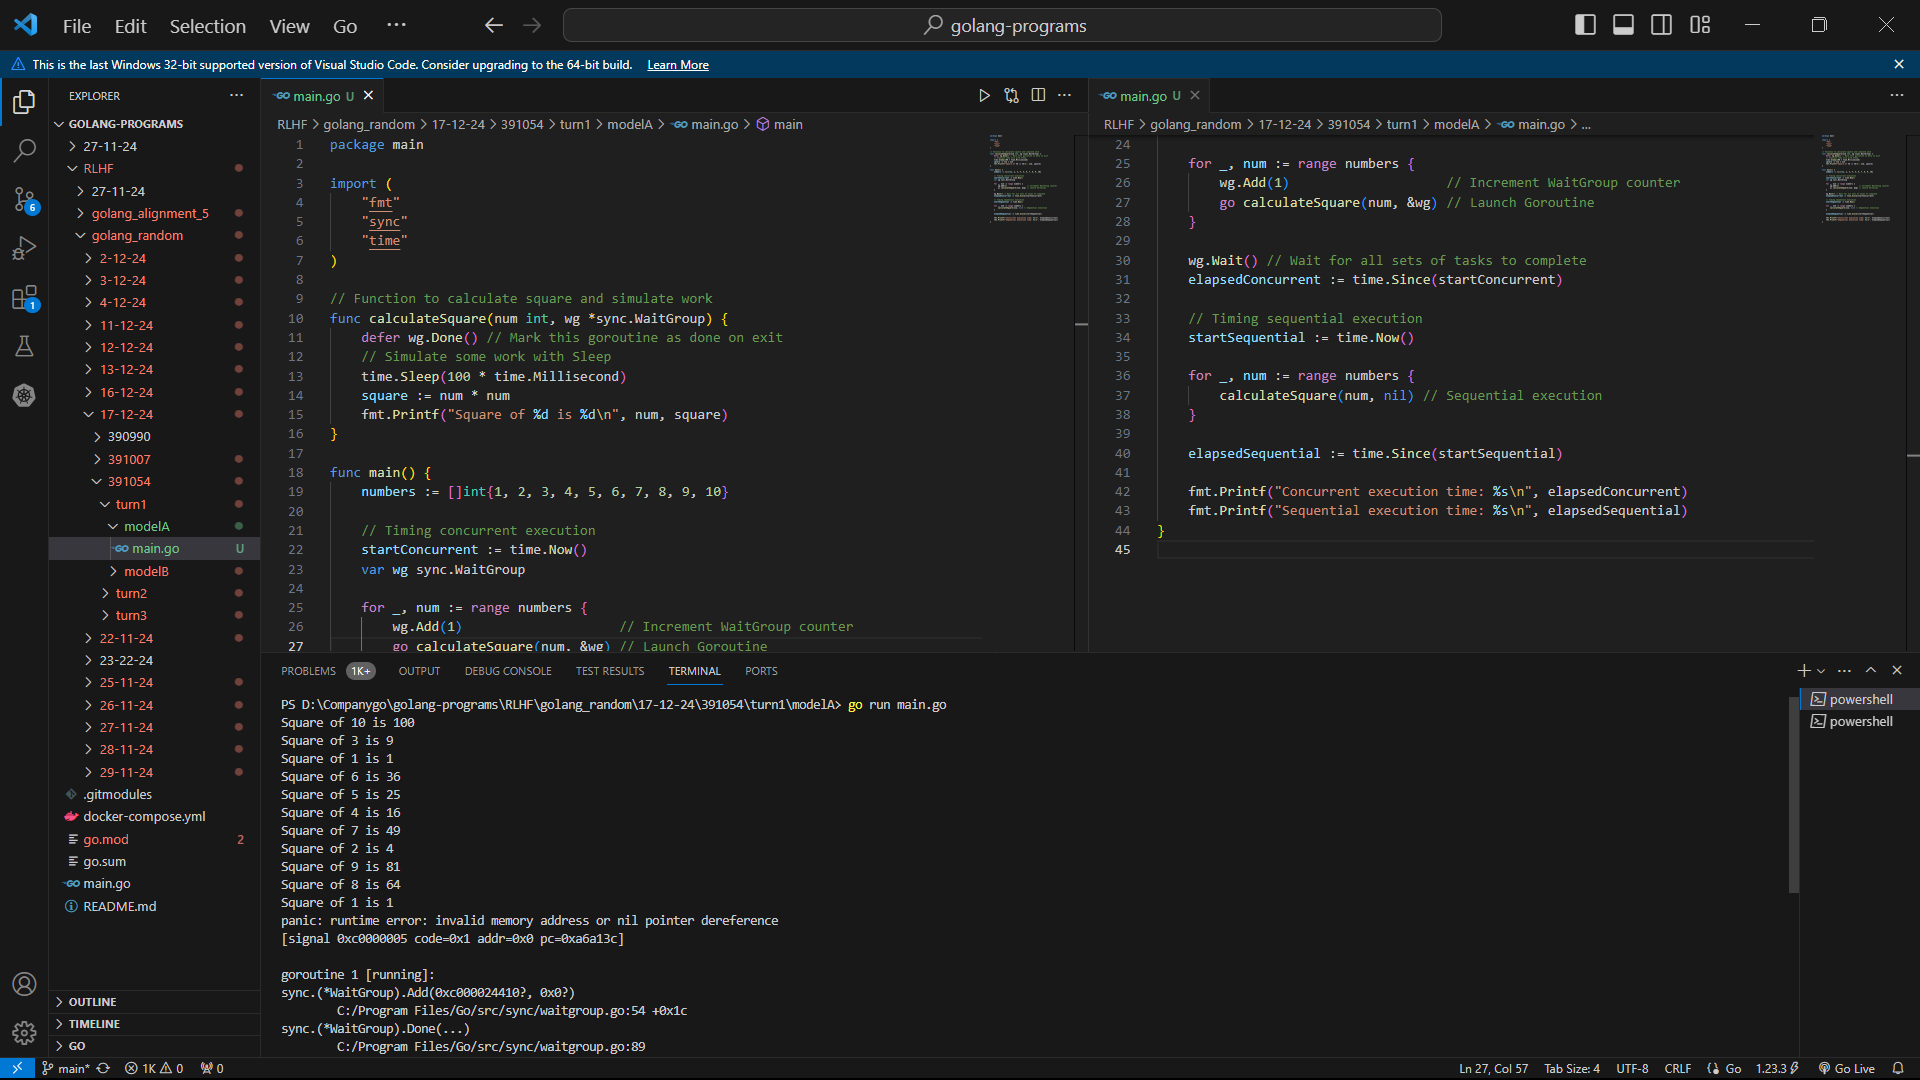 File Edit Selection View Go ··· golang-programs
This is the last Windows 32-bit supported version of Visual Studio Code. Consider upgrading to the 64-bit build. Learn More
EXPLORER
GOLANG-PROGRAMS
27-11-24
RLHF
27-11-24
golang_alignment_5
golang_random
2-12-24
3-12-24
4-12-24
11-12-24
12-12-24
13-12-24
16-12-24
17-12-24
390990
391007
391054
turn1
modelA
main.go U
modelB
turn2
turn3
22-11-24
23-22-24
25-11-24
26-11-24
27-11-24
28-11-24
29-11-24
.gitmodules
docker-compose.yml
go.mod 2
go.sum
main.go
README.md
OUTLINE
TIMELINE
GO
6
1
main.go U
RLHF > golang_random > 17-12-24 > 391054 > turn1 > modelA > main.go > main
1 package main
2
3 import (
4 "fmt"
5 "sync"
6 "time"
7 )
8
9 // Function to calculate square and simulate work
10 func calculateSquare(num int, wg *sync.WaitGroup) {
11 defer wg.Done() // Mark this goroutine as done on exit
12 // Simulate some work with Sleep
13 time.Sleep(100 * time.Millisecond)
14 square := num * num
15 fmt.Printf("Square of %d is %d\n", num, square)
16 }
17
18 func main() {
19 numbers := []int{1, 2, 3, 4, 5, 6, 7, 8, 9, 10}
20
21 // Timing concurrent execution
22 startConcurrent := time.Now()
23 var wg sync.WaitGroup
24
25 for _, num := range numbers {
26 wg.Add(1) // Increment WaitGroup counter
27 go calculateSquare(num, &wg) // Launch Goroutine
main.go U
RLHF > golang_random > 17-12-24 > 391054 > turn1 > modelA > main.go > ...
24
25 for _, num := range numbers {
26 wg.Add(1) // Increment WaitGroup counter
27 go calculateSquare(num, &wg) // Launch Goroutine
28 }
29
30 wg.Wait() // Wait for all sets of tasks to complete
31 elapsedConcurrent := time.Since(startConcurrent)
32
33 // Timing sequential execution
34 startSequential := time.Now()
35
36 for _, num := range numbers {
37 calculateSquare(num, nil) // Sequential execution
38 }
39
40 elapsedSequential := time.Since(startSequential)
41
42 fmt.Printf("Concurrent execution time: %s\n", elapsedConcurrent)
43 fmt.Printf("Sequential execution time: %s\n", elapsedSequential)
44 }
45
PROBLEMS 1K+ OUTPUT DEBUG CONSOLE TEST RESULTS TERMINAL PORTS
PS D:\Companygo\golang-programs\RLHF\golang_random\17-12-24\391054\turn1\modelA> go run main.go
Square of 10 is 100
Square of 3 is 9
Square of 1 is 1
Square of 6 is 36
Square of 5 is 25
Square of 4 is 16
Square of 7 is 49
Square of 2 is 4
Square of 9 is 81
Square of 8 is 64
Square of 1 is 1
panic: runtime error: invalid memory address or nil pointer dereference
[signal 0xc0000005 code=0x1 addr=0x0 pc=0xa6a13c]

goroutine 1 [running]:
sync.(*WaitGroup).Add(0xc000024410?, 0x0?)
C:/Program Files/Go/src/sync/waitgroup.go:54 +0x1c
sync.(*WaitGroup).Done(...)
C:/Program Files/Go/src/sync/waitgroup.go:89
powershell
powershell
main* 1K 0 0 Ln 27, Col 57 Tab Size: 4 UTF-8 CRLF Go 1.23.3 Go Live